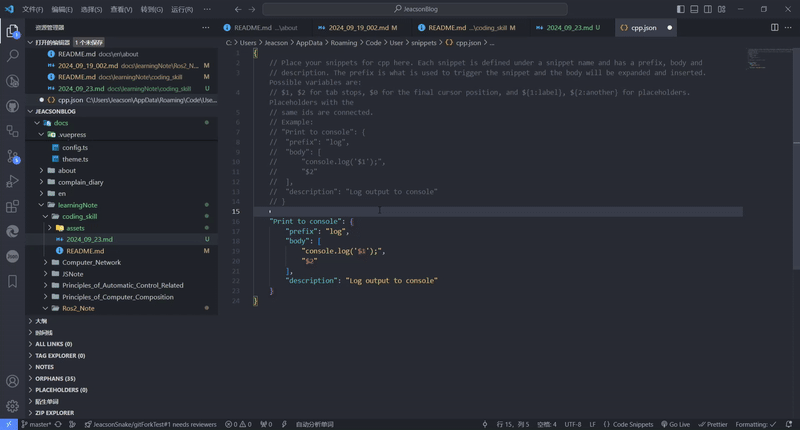 文件(F) 编辑(E) 选择(S) 查看(V) 转到(G) 运行(R) ···
JeacsonBlog
资源管理器
README.md ...\about
2024_09_19_002.md M
README.md ...\coding_skill M
2024_09_23.md U
cpp.json
C: > Users > Jeacson > AppData > Roaming > Code > User > snippets > cpp.json > ...
打开的编辑器 1 个未保存
README.md docs\en\about
2024_09_19_002.md docs\learningNote\Ros2_N... M
README.md docs\learningNote\coding_skill M
2024_09_23.md docs\learningNote\coding_skill U
cpp.json C:\Users\jeacson\AppData\Roaming\Code\Use...
JEACSONBLOG
docs
.vuepress
config.ts
theme.ts
about
complain_diary
en
learningNote
coding_skill
assets
2024_09_23.md U
README.md M
Computer_Network
JSNote
Principles_of_Automatic_Control_Related
Principles_of_Computer_Composition
Ros2_Note
大纲
时间线
ALL LINKS (0)
TAG EXPLORER (0)
NOTES
ORPHANS (35)
PLACEHOLDERS (0)
陌生单词
ZIP EXPLORER
1 {
2 // Place your snippets for cpp here. Each snippet is defined under a snippet name and has a prefix, body and
3 // description. The prefix is what is used to trigger the snippet and the body will be expanded and inserted.
Possible variables are:
4 // $1, $2 for tab stops, $0 for the final cursor position, and ${1:label}, ${2:another} for placeholders.
Placeholders with the
5 // same ids are connected.
6 // Example:
7 // "Print to console": {
8 // "prefix": "log",
9 // "body": [
10 // "console.log('$1');",
11 // "$2"
12 // ],
13 // "description": "Log output to console"
14 // }
15
16 "Print to console": {
17 "prefix": "log",
18 "body": [
19 "console.log('$1');",
20 "$2"
21 ],
22 "description": "Log output to console"
23 }
24 }
master*
JeacsonSnake/gitForkTest#1 needs reviewers
0 0
0
自动分析单词
行 15，列 5
空格: 4
UTF-8
LF
{} Code Snippets
Go Live
Prettier
Formatting: ✓